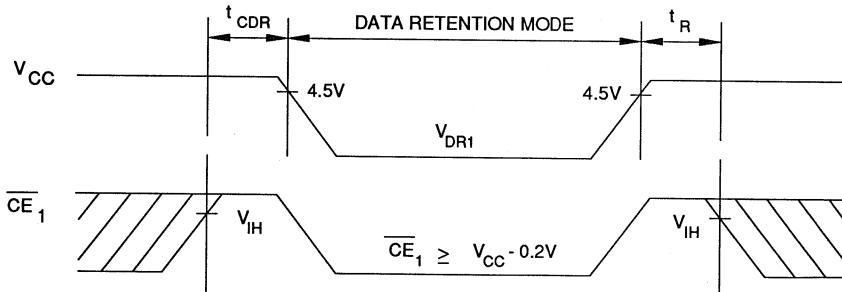 t CDR
DATA RETENTION MODE
t R
V CC
4.5V
4.5V
V DR1
CE 1
V IH
CE 1 ≥ V CC - 0.2V
V IH